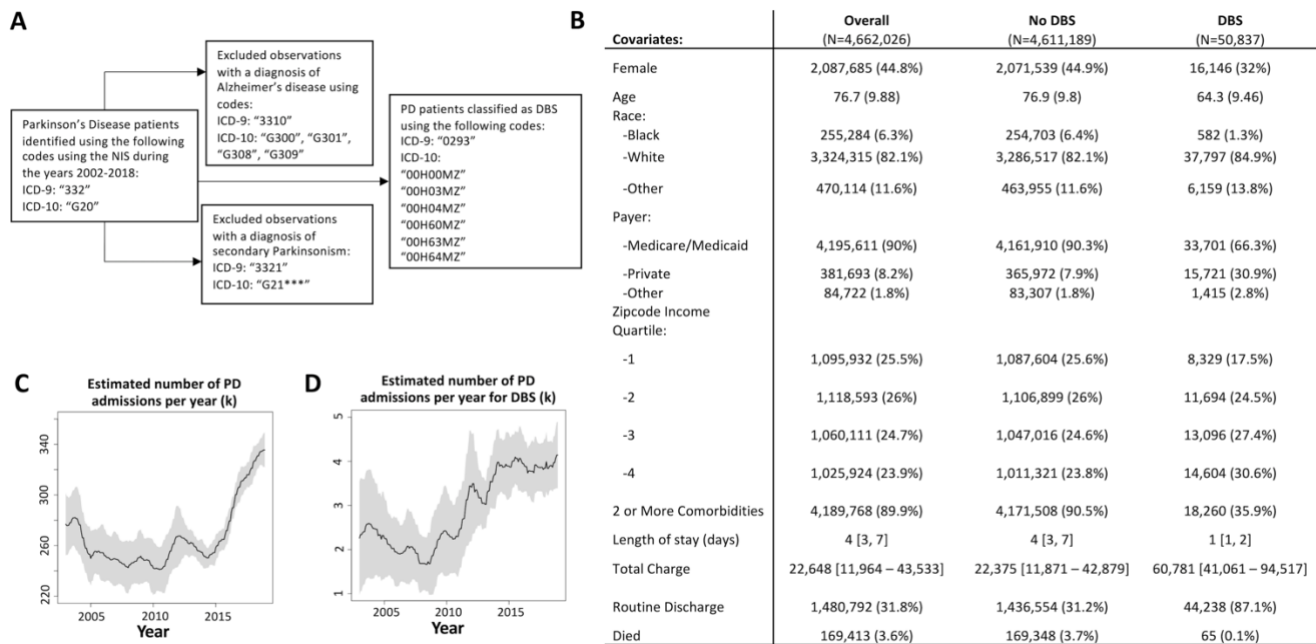 A
Parkinson's Disease patients
identified using the following
codes using the NIS during
the years 2002-2018:
ICD-9: "332"
ICD-10: "G20"
Excluded observations
with a diagnosis of
Alzheimer's disease using
codes:
ICD-9: "3310"
ICD-10: "G300", "G301",
"G308", "G309"
Excluded observations
with a diagnosis of
secondary Parkinsonism:
ICD-9: "3321"
ICD-10: "G21***"
PD patients classified as DBS
using the following codes:
ICD-9: "0293"
ICD-10:
"00H00MZ"
"00H03MZ"
"00H04MZ"
"00H60MZ"
"00H63MZ"
"00H64MZ"
B
Overall No DBS DBS
Covariates: (N=4,662,026) (N=4,611,189) (N=50,837)
Female 2,087,685 (44.8%) 2,071,539 (44.9%) 16,146 (32%)
Age 76.7 (9.88) 76.9 (9.8) 64.3 (9.46)
Race:
-Black 255,284 (6.3%) 254,703 (6.4%) 582 (1.3%)
-White 3,324,315 (82.1%) 3,286,517 (82.1%) 37,797 (84.9%)
-Other 470,114 (11.6%) 463,955 (11.6%) 6,159 (13.8%)
Payer:
-Medicare/Medicaid 4,195,611 (90%) 4,161,910 (90.3%) 33,701 (66.3%)
-Private 381,693 (8.2%) 365,972 (7.9%) 15,721 (30.9%)
-Other 84,722 (1.8%) 83,307 (1.8%) 1,415 (2.8%)
Zipcode Income
Quartile:
-1 1,095,932 (25.5%) 1,087,604 (25.6%) 8,329 (17.5%)
-2 1,118,593 (26%) 1,106,899 (26%) 11,694 (24.5%)
-3 1,060,111 (24.7%) 1,047,016 (24.6%) 13,096 (27.4%)
-4 1,025,924 (23.9%) 1,011,321 (23.8%) 14,604 (30.6%)
2 or More Comorbidities 4,189,768 (89.9%) 4,171,508 (90.5%) 18,260 (35.9%)
Length of stay (days) 4 [3, 7] 4 [3, 7] 1 [1, 2]
Total Charge 22,648 [11,964 – 43,533] 22,375 [11,871 – 42,879] 60,781 [41,061 – 94,517]
Routine Discharge 1,480,792 (31.8%) 1,436,554 (31.2%) 44,238 (87.1%)
Died 169,413 (3.6%) 169,348 (3.7%) 65 (0.1%)
C
Estimated number of PD
admissions per year (k)
340
300
260
220
2005 2010 2015
Year
D
Estimated number of PD
admissions per year for DBS (k)
5
4
3
2
1
2005 2010 2015
Year